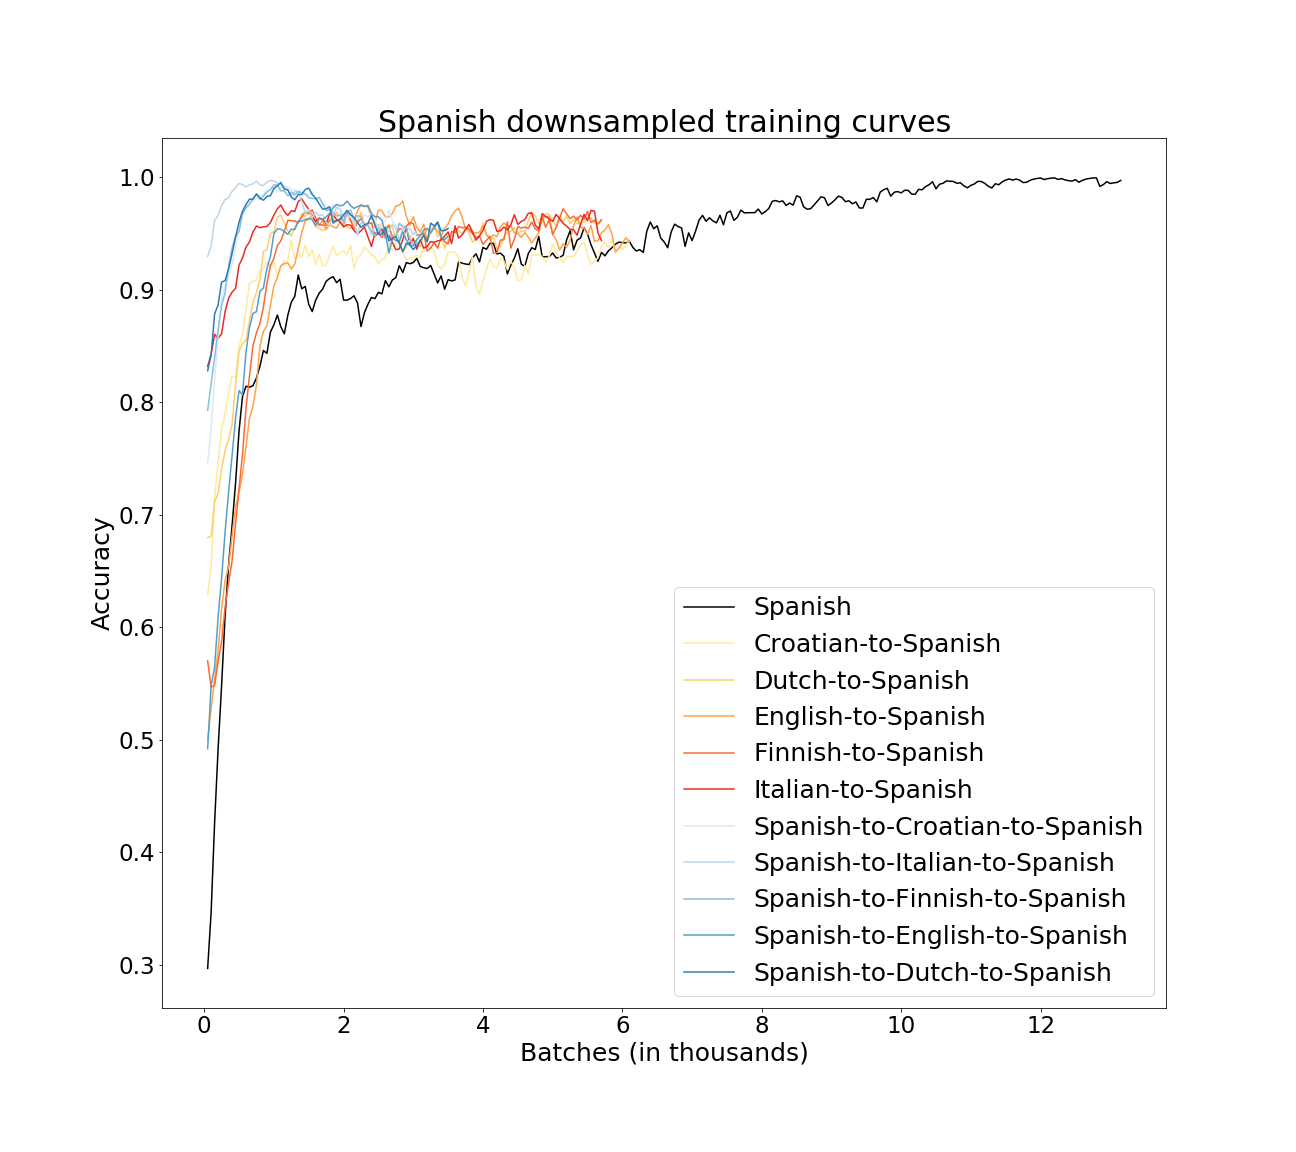 Spanish downsampled training curves
1.0
0.9
0.8
0.7
0.6
0.5
0.4
0.3
Accuracy
0 2 4 6 8 10 12
Batches (in thousands)
Spanish
Croatian-to-Spanish
Dutch-to-Spanish
English-to-Spanish
Finnish-to-Spanish
Italian-to-Spanish
Spanish-to-Croatian-to-Spanish
Spanish-to-Italian-to-Spanish
Spanish-to-Finnish-to-Spanish
Spanish-to-English-to-Spanish
Spanish-to-Dutch-to-Spanish